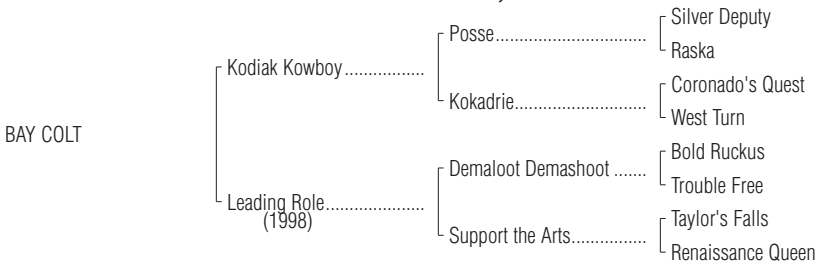 Silver Deputy
Posse...............................
Raska
Kodiak Kowboy.................
Coronado's Quest
Kokadrie...........................
West Turn
BAY COLT
Bold Ruckus
Demaloot Demashoot .......
Trouble Free
Leading Role.....................
(1998)
Taylor's Falls
Support the Arts................
Renaissance Queen